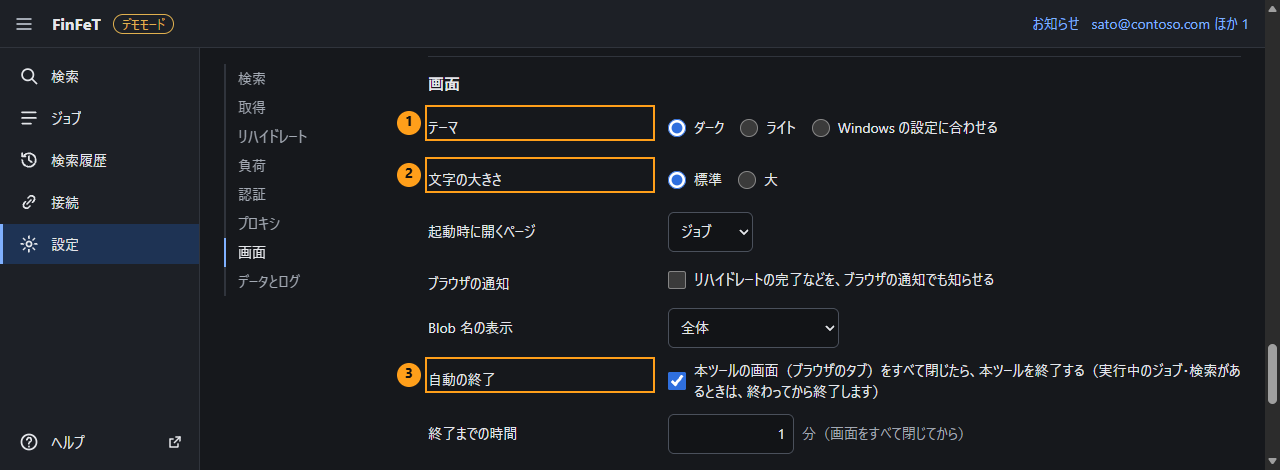 FinFeT デモモード お知らせ sato@contoso.com ほか 1
検索
ジョブ
検索履歴
接続
設定
ヘルプ
検索
取得
リハイドレート
負荷
認証
プロキシ
画面
データとログ
画面
1 テーマ ダーク ライト Windows の設定に合わせる
2 文字の大きさ 標準 大
起動時に開くページ ジョブ
ブラウザの通知 リハイドレートの完了などを、ブラウザの通知でも知らせる
Blob 名の表示 全体
3 自動の終了 本ツールの画面（ブラウザのタブ）をすべて閉じたら、本ツールを終了する（実行中のジョブ・検索があ
るときは、終わってから終了します）
終了までの時間 1 分（画面をすべて閉じてから）